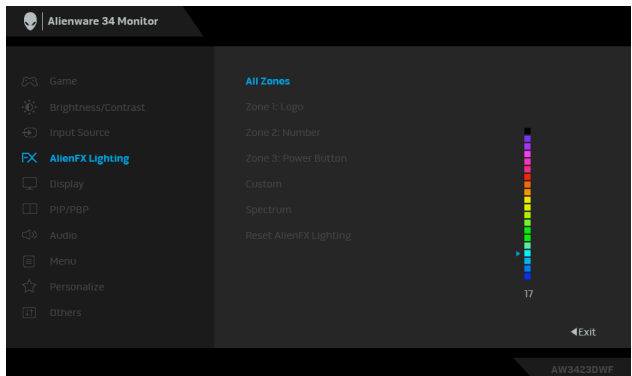 Alienware 34 Monitor
Game
All Zones
Brightness/Contrast
Zone 1: Logo
Input Source
Zone 2: Number
FX AlienFX Lighting
Zone 3: Power Button
Display
Custom
PIP/PBP
Spectrum
Audio
Reset AlienFX Lighting
Menu
Personalize
17
Others
Exit
AW3423DWF